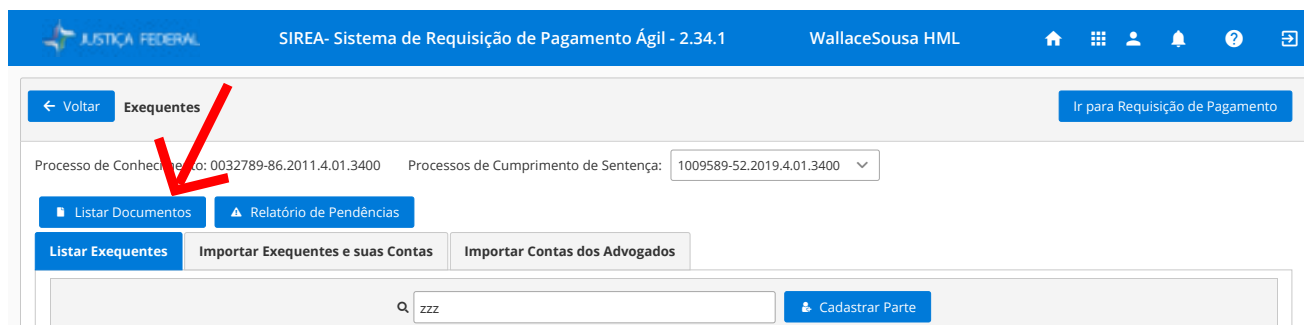 JUSTIÇA FEDERAL SIREA- Sistema de Requisição de Pagamento Ágil - 2.34.1 WallaceSousa HML
Voltar Exequentes Ir para Requisição de Pagamento
Processo de Conhecimento: 0032789-86.2011.4.01.3400 Processos de Cumprimento de Sentença: 1009589-52.2019.4.01.3400
Listar Documentos Relatório de Pendências
Listar Exequentes Importar Exequentes e suas Contas Importar Contas dos Advogados
zzz Cadastrar Parte